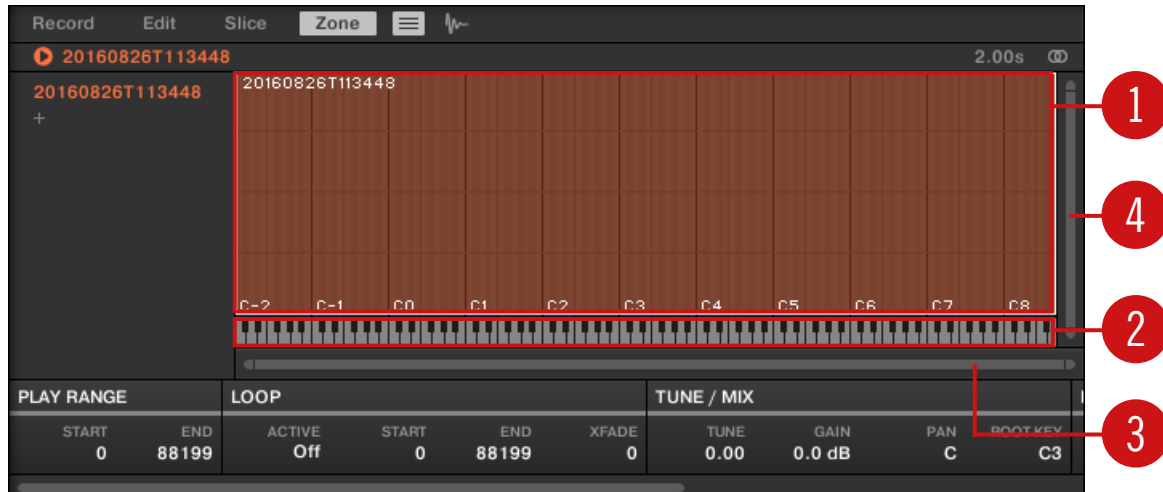 Record Edit Slice Zone
20160826T113448 2.00s
20160826T113448
+
20160826T113448
C-2 C-1 C0 C1 C2 C3 C4 C5 C6 C7 C8
1
4
2
3
PLAY RANGE LOOP TUNE / MIX
START END ACTIVE START END XFADE TUNE GAIN PAN ROOT KEY
0 88199 Off 0 88199 0 0.00 0.0 dB C C3